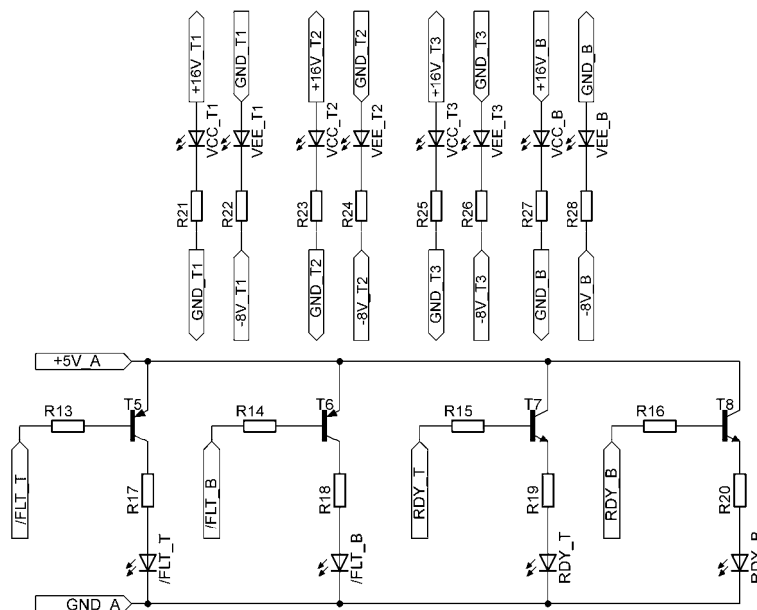 +16V_T1
GND_T1
+16V_T2
GND_T2
+16V_T3
GND_T3
+16V_B
GND_B
VCC_T1
VEE_T1
VCC_T2
VEE_T2
VCC_T3
VEE_T3
VCC_B
VEE_B
R21
R22
R23
R24
R25
R26
R27
R28
GND_T1
-8V_T1
GND_T2
-8V_T2
GND_T3
-8V_T3
GND_B
-8V_B
+5V_A
R13
T5
R14
T6
R15
T7
R16
T8
/FLT_T
/FLT_B
RDY_T
RDY_B
R17
R18
R19
R20
/FLT_T
/FLT_B
RDY_T
RDY_B
GND_A